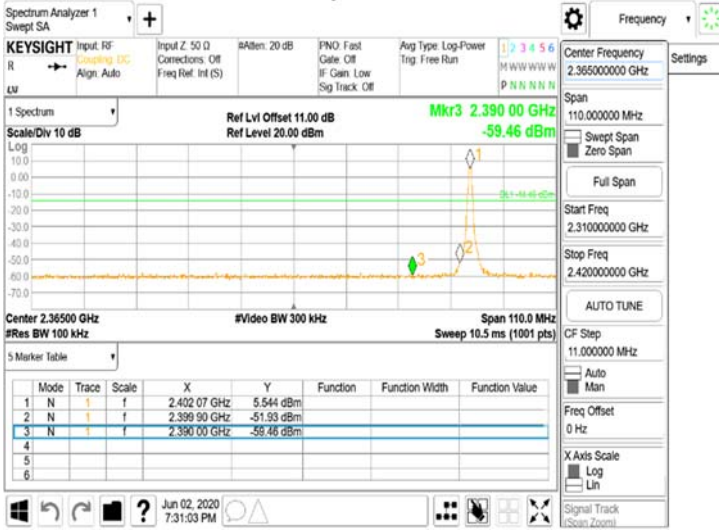 Spectrum Analyzer 1
Swept SA
+
Frequency
KEYSIGHT Input: RF
R Coupling: DC
Align: Auto
Input Z: 50 Ω
Corrections: Off
Freq Ref: Int (S)
#Atten: 20 dB
PNO: Fast
Gate: Off
IF Gain: Low
Sig Track: Off
Avg Type: Log-Power
Trig: Free Run
1 2 3 4 5 6
M W W W W W
P N N N N N
Center Frequency
2.365000000 GHz
Settings
Span
110.000000 MHz
Swept Span
Zero Span
Full Span
Start Freq
2.310000000 GHz
Stop Freq
2.420000000 GHz
AUTO TUNE
CF Step
11.000000 MHz
Auto
Man
Freq Offset
0 Hz
X Axis Scale
Log
Lin
Signal Track
(Span Zoom)
1 Spectrum
Scale/Div 10 dB
Ref Lvl Offset 11.00 dB
Ref Level 20.00 dBm
Mkr3 2.390 00 GHz
-59.46 dBm
Log
10.0
0.00
-10.0
-20.0
-30.0
-40.0
-50.0
-60.0
-70.0
1
2
3
Center 2.36500 GHz
#Res BW 100 kHz
#Video BW 300 kHz
Span 110.0 MHz
Sweep 10.5 ms (1001 pts)
5 Marker Table
Mode Trace Scale X Y Function Function Width Function Value
1 N 1 f 2.402 07 GHz 5.544 dBm
2 N 1 f 2.399 90 GHz -51.93 dBm
3 N 1 f 2.390 00 GHz -59.46 dBm
4
5
6
? Jun 02, 2020
7:31:03 PM